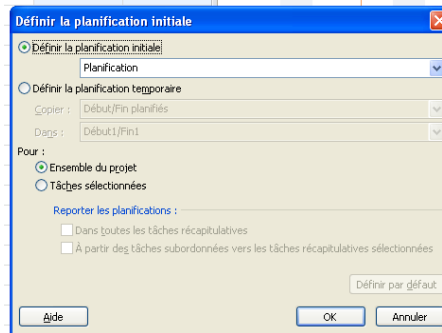 Définir la planification initiale
Définir la planification initiale
Planification
Définir la planification temporaire
Copier : Début/Fin planifiés
Dans : Début1/Fin1
Pour :
Ensemble du projet
Tâches sélectionnées
Reporter les planifications :
Dans toutes les tâches récapitulatives
À partir des tâches subordonnées vers les tâches récapitulatives sélectionnées
Définir par défaut
Aide OK Annuler